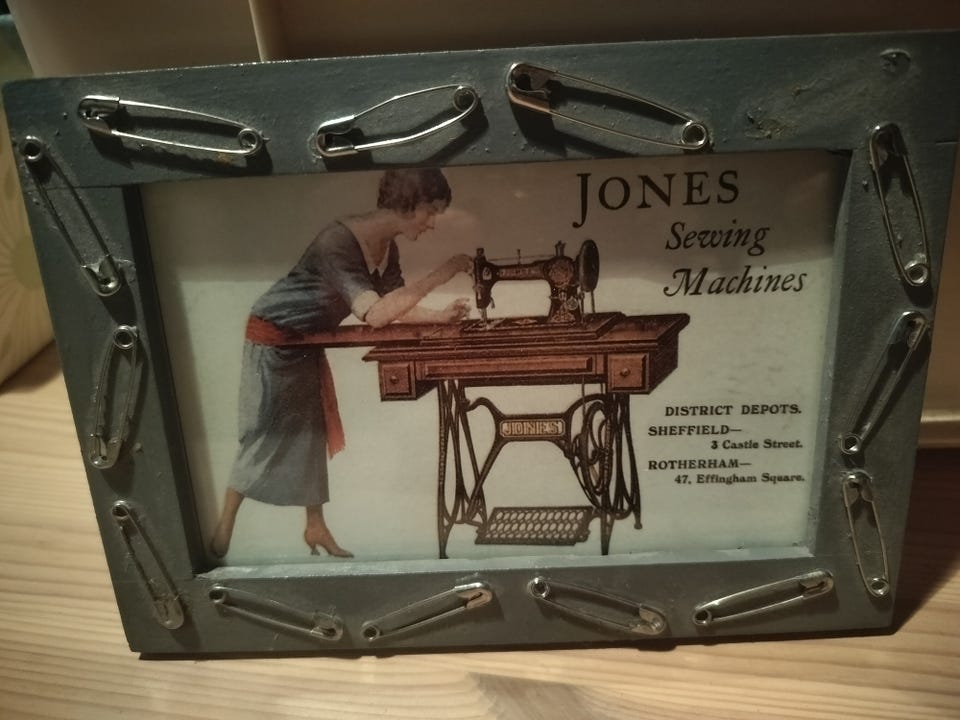 JONES
Sewing
Machines
JONES
DISTRICT DEPOTS.
SHEFFIELD—
3 Castle Street.
ROTHERHAM—
47, Effingham Square.